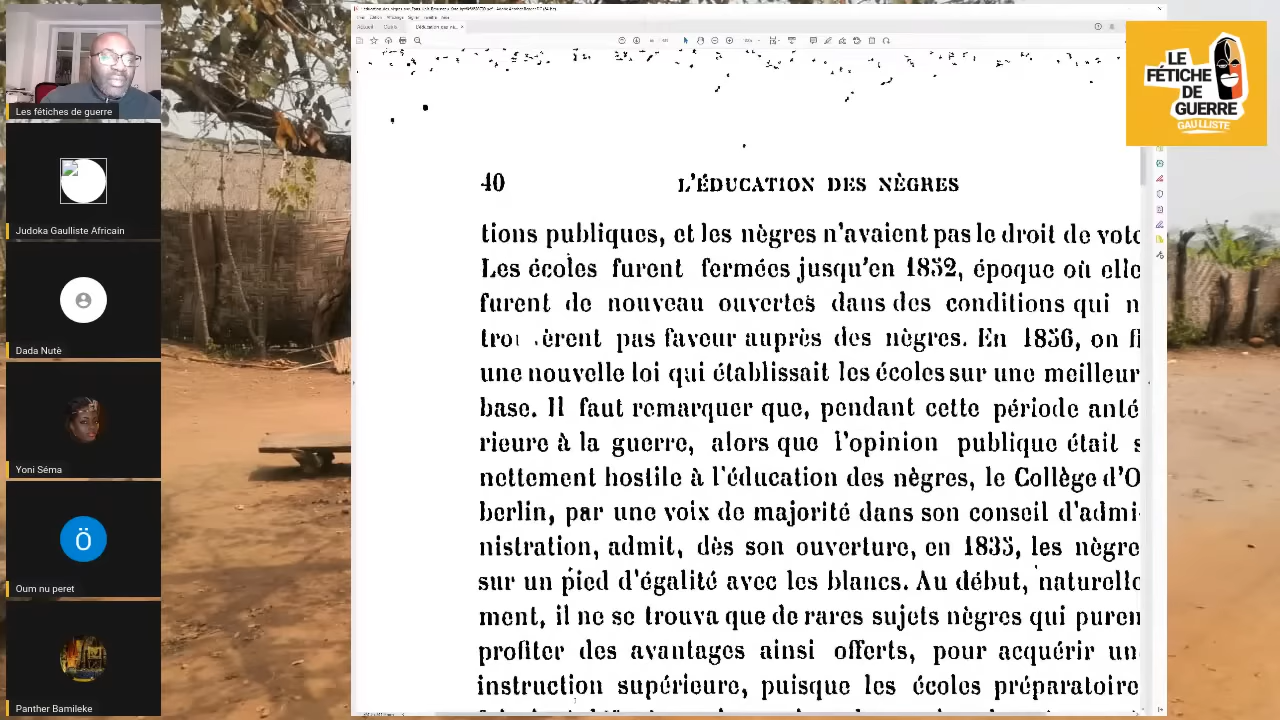 Les fétiches de guerre
Judoka Gaulliste Africain
Dada Nutè
Yoni Séma
Oum nu peret
Ö
Panther Bamileke
Accueil
LE
FÉTICHE
DE
GUERRE
GAULLISTE
40 L'ÉDUCATION DES NÈGRES
tions publiques, et les nègres n'avaient pas le droit de vote
Les écoles furent fermées jusqu'en 1852, époque où elle
furent de nouveau ouvertes dans des conditions qui n
pas faveur auprès des nègres. En 1856, on fi
une nouvelle loi qui établissait les écoles sur une meilleur
base. Il faut remarquer que, pendant cette période anté
rieure à la guerre, alors que l'opinion publique était s
nettement hostile à l'éducation des nègres, le Collège d'O
berlin, par une voix de majorité dans son conseil d'admi-
nistration, admit, dès son ouverture, en 1835, les nègre
sur un pied d'égalité avec les blancs. Au début, naturelle
ment, il ne se trouva que de rares sujets nègres qui puren
profiter des avantages ainsi offerts, pour acquérir un
instruction supérieure, puisque les écoles préparatoire